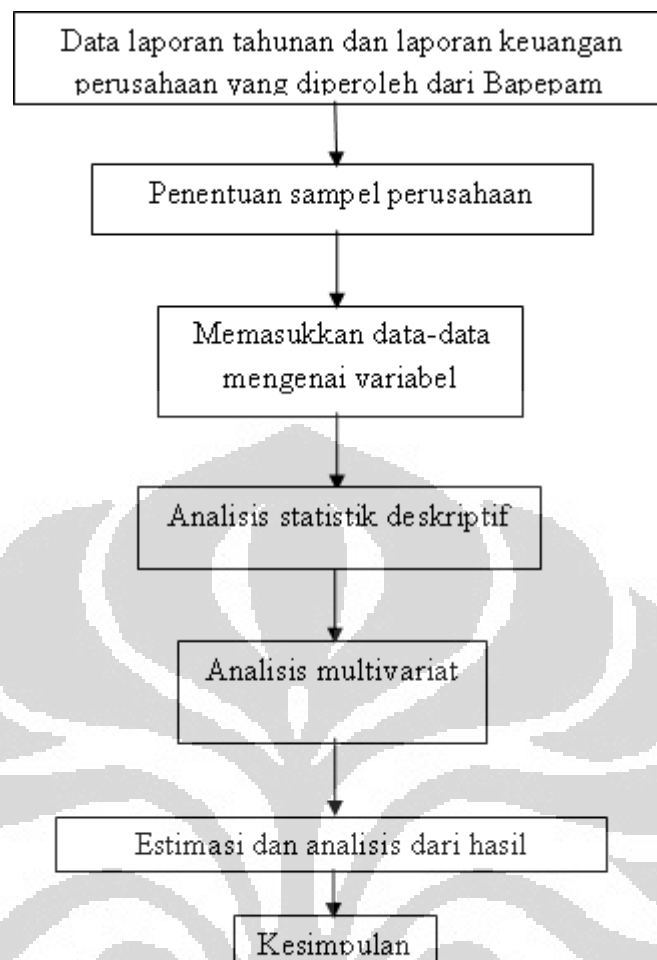 Data laporan tahunan dan laporan keuangan
perusahaan yang diperoleh dari Bapepam
Penentuan sampel perusahaan
Memasukkan data-data
mengenai variabel
Analisis statistik deskriptif
Analisis multivariat
Estimasi dan analisis dari hasil
Kesimpulan